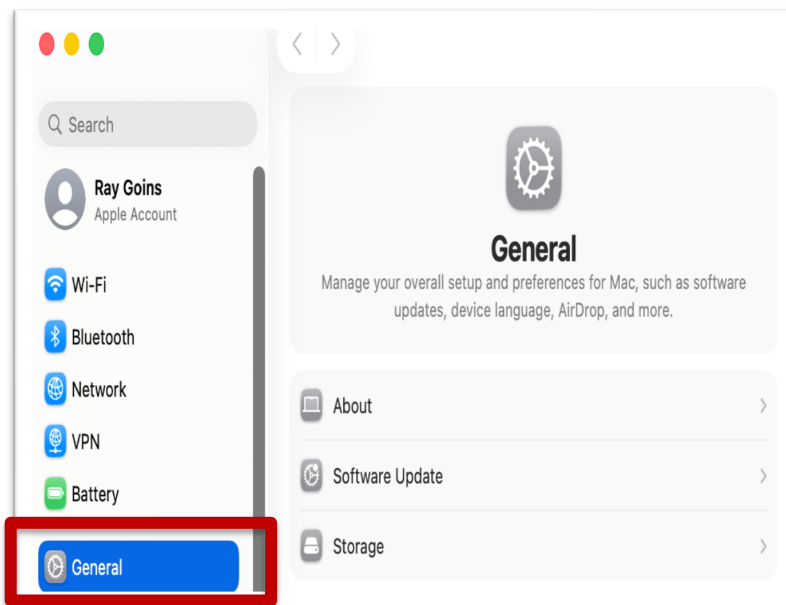 Search
Ray Goins
Apple Account
Wi-Fi
Bluetooth
Network
VPN
Battery
General
General
Manage your overall setup and preferences for Mac, such as software
updates, device language, AirDrop, and more.
About
Software Update
Storage